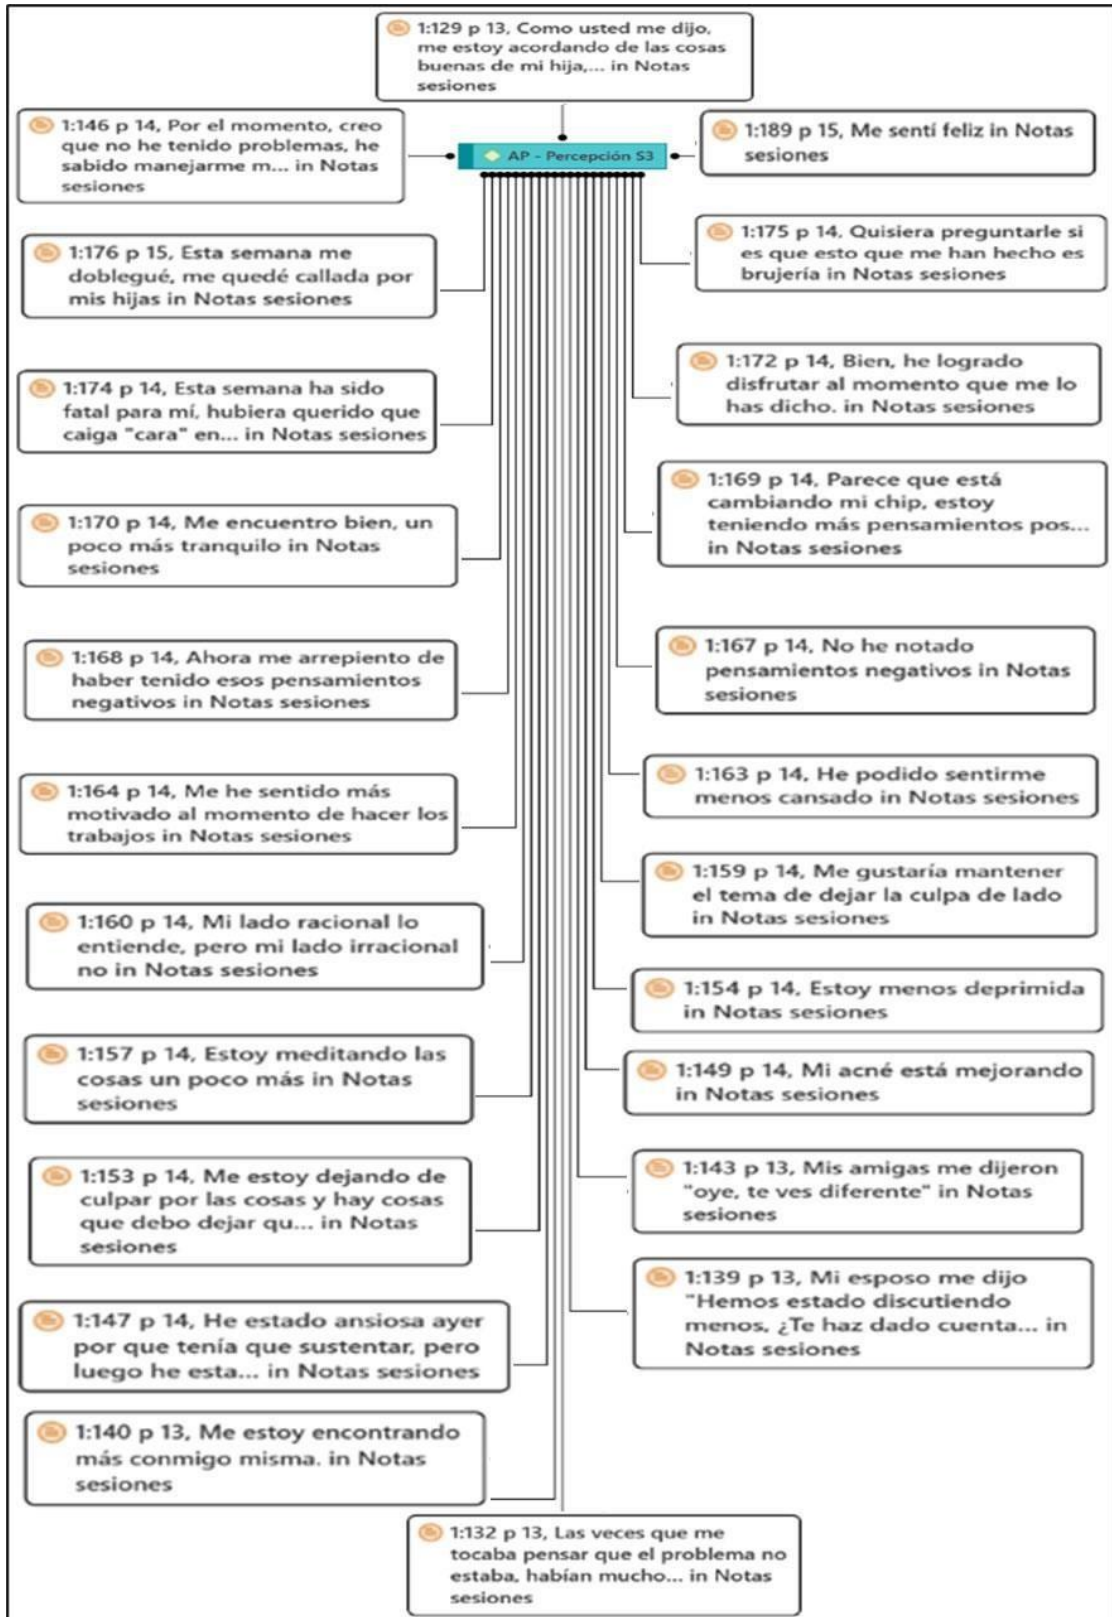 1:129 p 13, Como usted me dijo,
me estoy acordando de las cosas
buenas de mi hija,... in Notas
sesiones
1:146 p 14, Por el momento, creo
que no he tenido problemas, he
sabido manejarme m... in Notas
sesiones
AP - Percepción S3
1:189 p 15, Me sentí feliz in Notas
sesiones
1:176 p 15, Esta semana me
doblegué, me quedé callada por
mis hijas in Notas sesiones
1:175 p 14, Quisiera preguntarle si
es que esto que me han hecho es
brujería in Notas sesiones
1:174 p 14, Esta semana ha sido
fatal para mí, hubiera querido que
caiga "cara" en... in Notas sesiones
1:172 p 14, Bien, he logrado
disfrutar al momento que me lo
has dicho. in Notas sesiones
1:170 p 14, Me encuentro bien, un
poco más tranquilo in Notas
sesiones
1:169 p 14, Parece que está
cambiando mi chip, estoy
teniendo más pensamientos pos...
in Notas sesiones
1:168 p 14, Ahora me arrepiento de
haber tenido esos pensamientos
negativos in Notas sesiones
1:167 p 14, No he notado
pensamientos negativos in Notas
sesiones
1:164 p 14, Me he sentido más
motivado al momento de hacer los
trabajos in Notas sesiones
1:163 p 14, He podido sentirme
menos cansado in Notas sesiones
1:160 p 14, Mi lado racional lo
entiende, pero mi lado irracional
no in Notas sesiones
1:159 p 14, Me gustaría mantener
el tema de dejar la culpa de lado
in Notas sesiones
1:157 p 14, Estoy meditando las
cosas un poco más in Notas
sesiones
1:154 p 14, Estoy menos deprimida
in Notas sesiones
1:153 p 14, Me estoy dejando de
culpar por las cosas y hay cosas
que debo dejar qu... in Notas
sesiones
1:149 p 14, Mi acné está mejorando
in Notas sesiones
1:147 p 14, He estado ansiosa ayer
por que tenía que sustentar, pero
luego he esta... in Notas sesiones
1:143 p 13, Mis amigas me dijeron
"oye, te ves diferente" in Notas
sesiones
1:140 p 13, Me estoy encontrando
más conmigo misma. in Notas
sesiones
1:139 p 13, Mi esposo me dijo
"Hemos estado discutiendo
menos, ¿Te haz dado cuenta... in
Notas sesiones
1:132 p 13, Las veces que me
tocaba pensar que el problema no
estaba, habían mucho... in Notas
sesiones